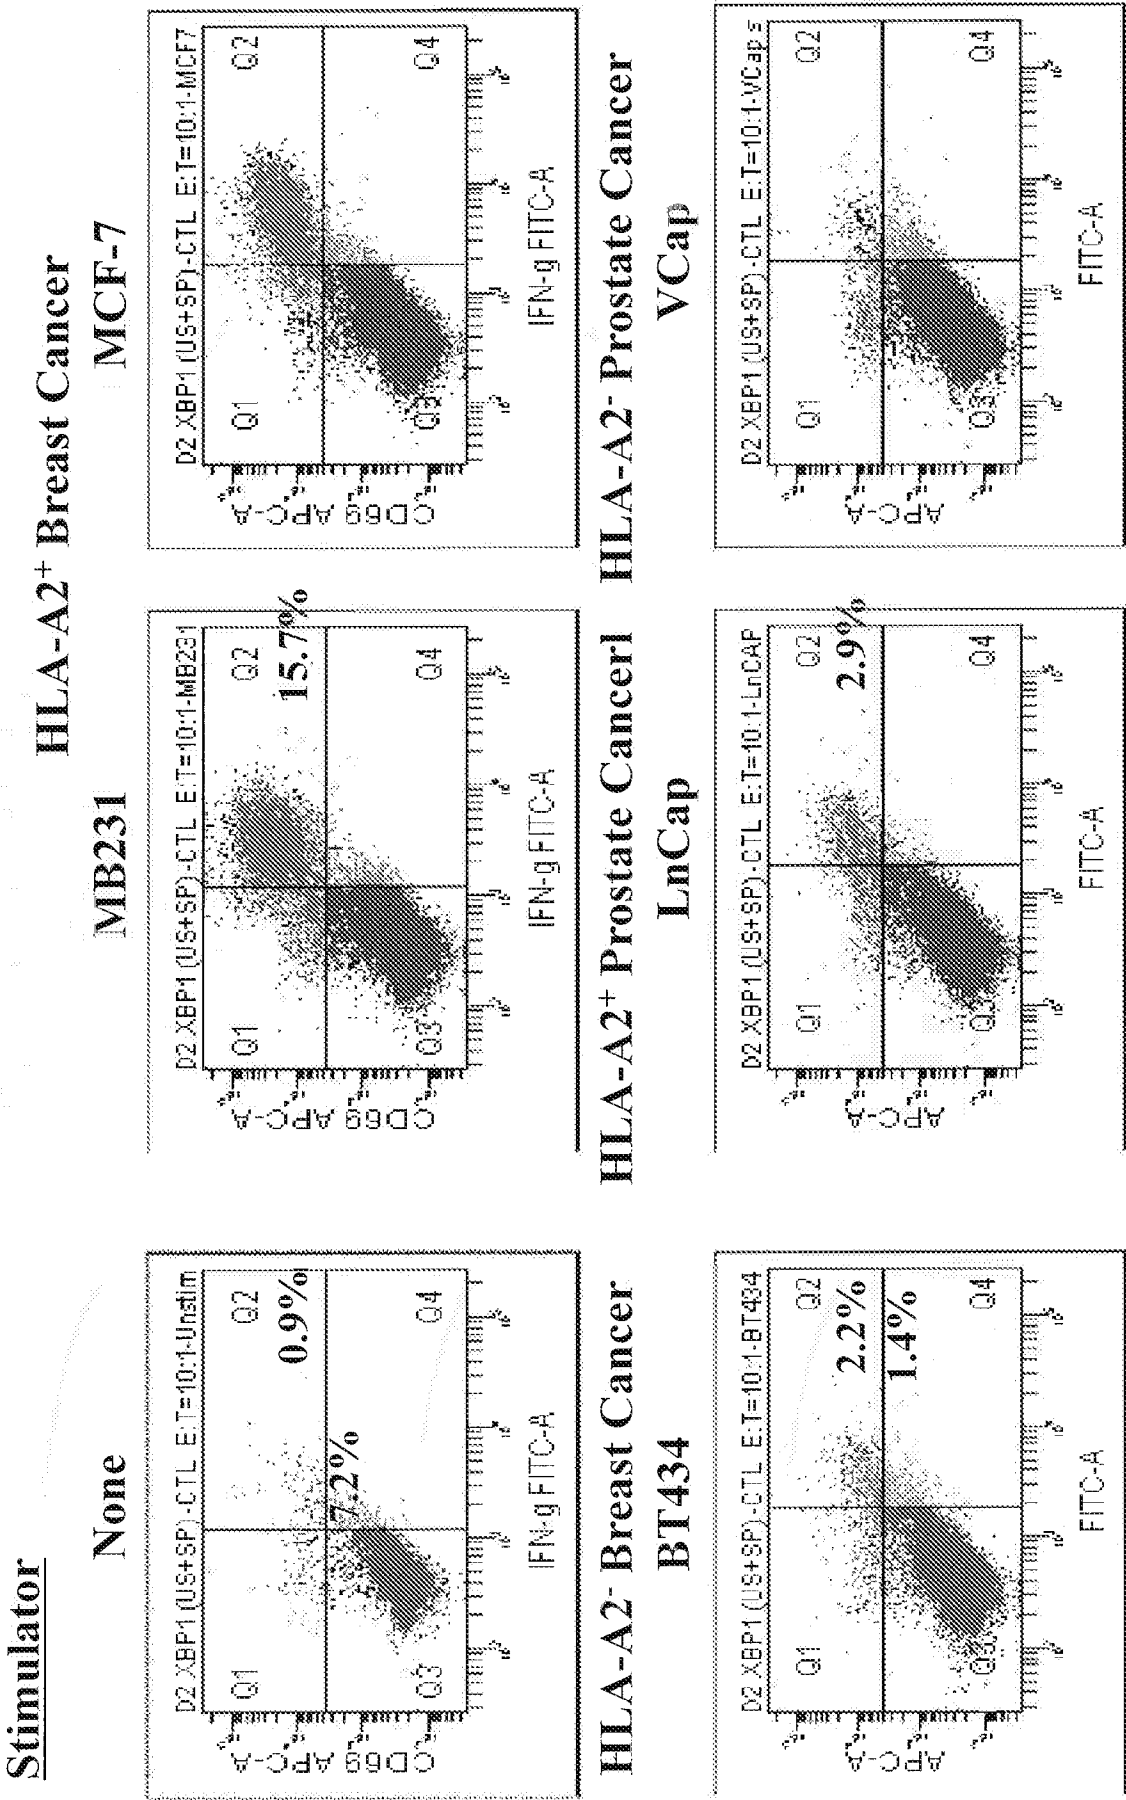 Stimulator
HLA-A2+ Breast Cancer
None
MB231
MCF-7
D2 XBP1 (US+SP)-CTL E:T=10:1-Unstim
Q1
Q2
0.9%
7.2%
Q3
Q4
CD69 APC-A
IFN-g FITC-A
D2 XBP1 (US+SP)-CTL E:T=10:1-MB231
Q1
Q2
15.7%
Q3
Q4
CD69 APC-A
IFN-g FITC-A
D2 XBP1 (US+SP)-CTL E:T=10:1-MCF7
Q1
Q2
Q3
Q4
CD69 APC-A
IFN-g FITC-A
HLA-A2- Breast Cancer
HLA-A2+ Prostate Cancerl
HLA-A2- Prostate Cancer
BT434
LnCap
VCap
D2 XBP1 (US+SP)-CTL E:T=10:1-BT434
Q1
Q2
2.2%
1.4%
Q3
Q4
APC-A
FITC-A
D2 XBP1 (US+SP)-CTL E:T=10:1-LnCAP
Q1
Q2
2.9%
Q3
Q4
APC-A
FITC-A
D2 XBP1 (US+SP)-CTL E:T=10:1-VCap s
Q1
Q2
Q3
Q4
APC-A
FITC-A